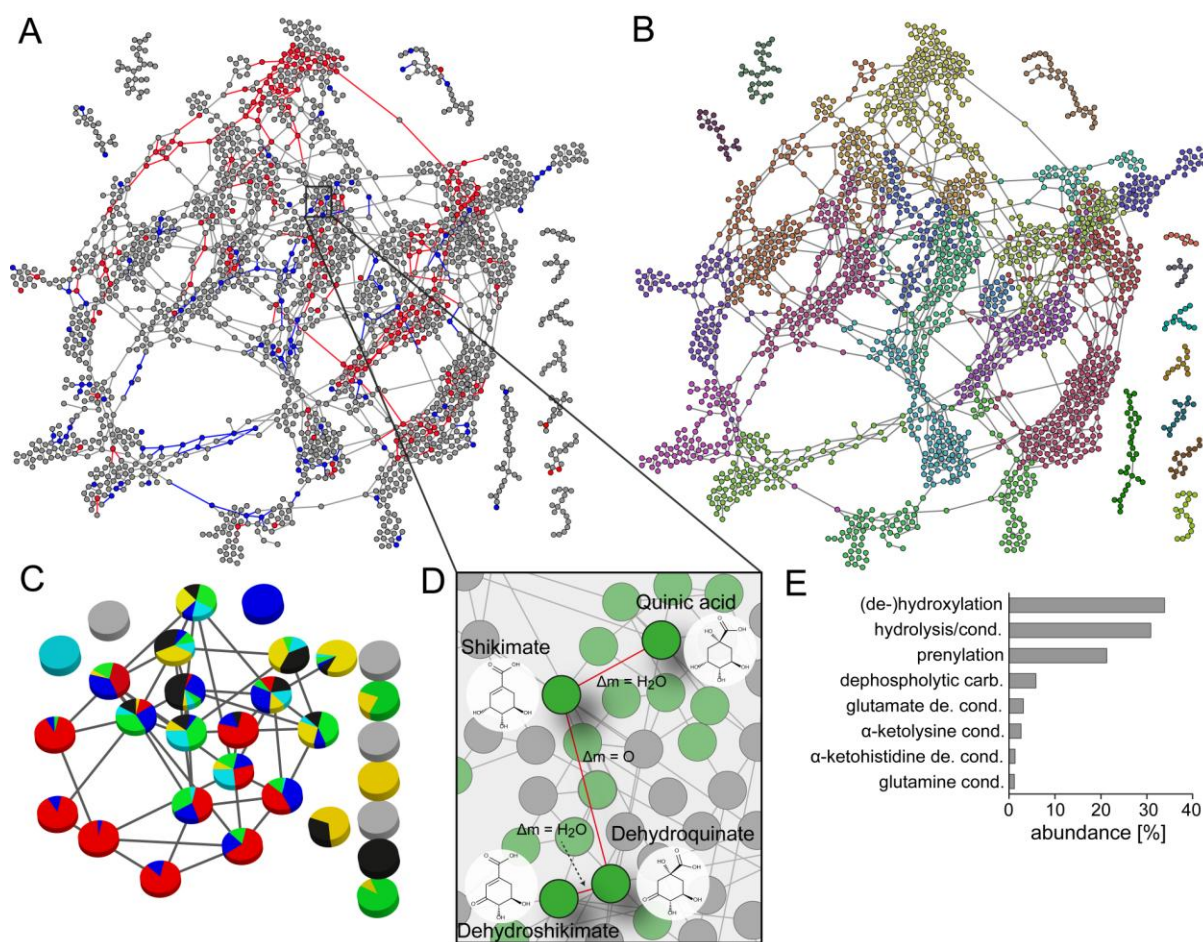 A
B
C
D
E
Quinic acid
Shikimate
Δm = H₂O
Δm = O
Δm = H₂O
Dehydroquinate
Dehydroshikimate
(de-)hydroxylation
hydrolysis/cond.
prenylation
dephospholytic carb.
glutamate de. cond.
α-ketolysine cond.
α-ketohistidine de. cond.
glutamine cond.
0 10 20 30 40
abundance [%]